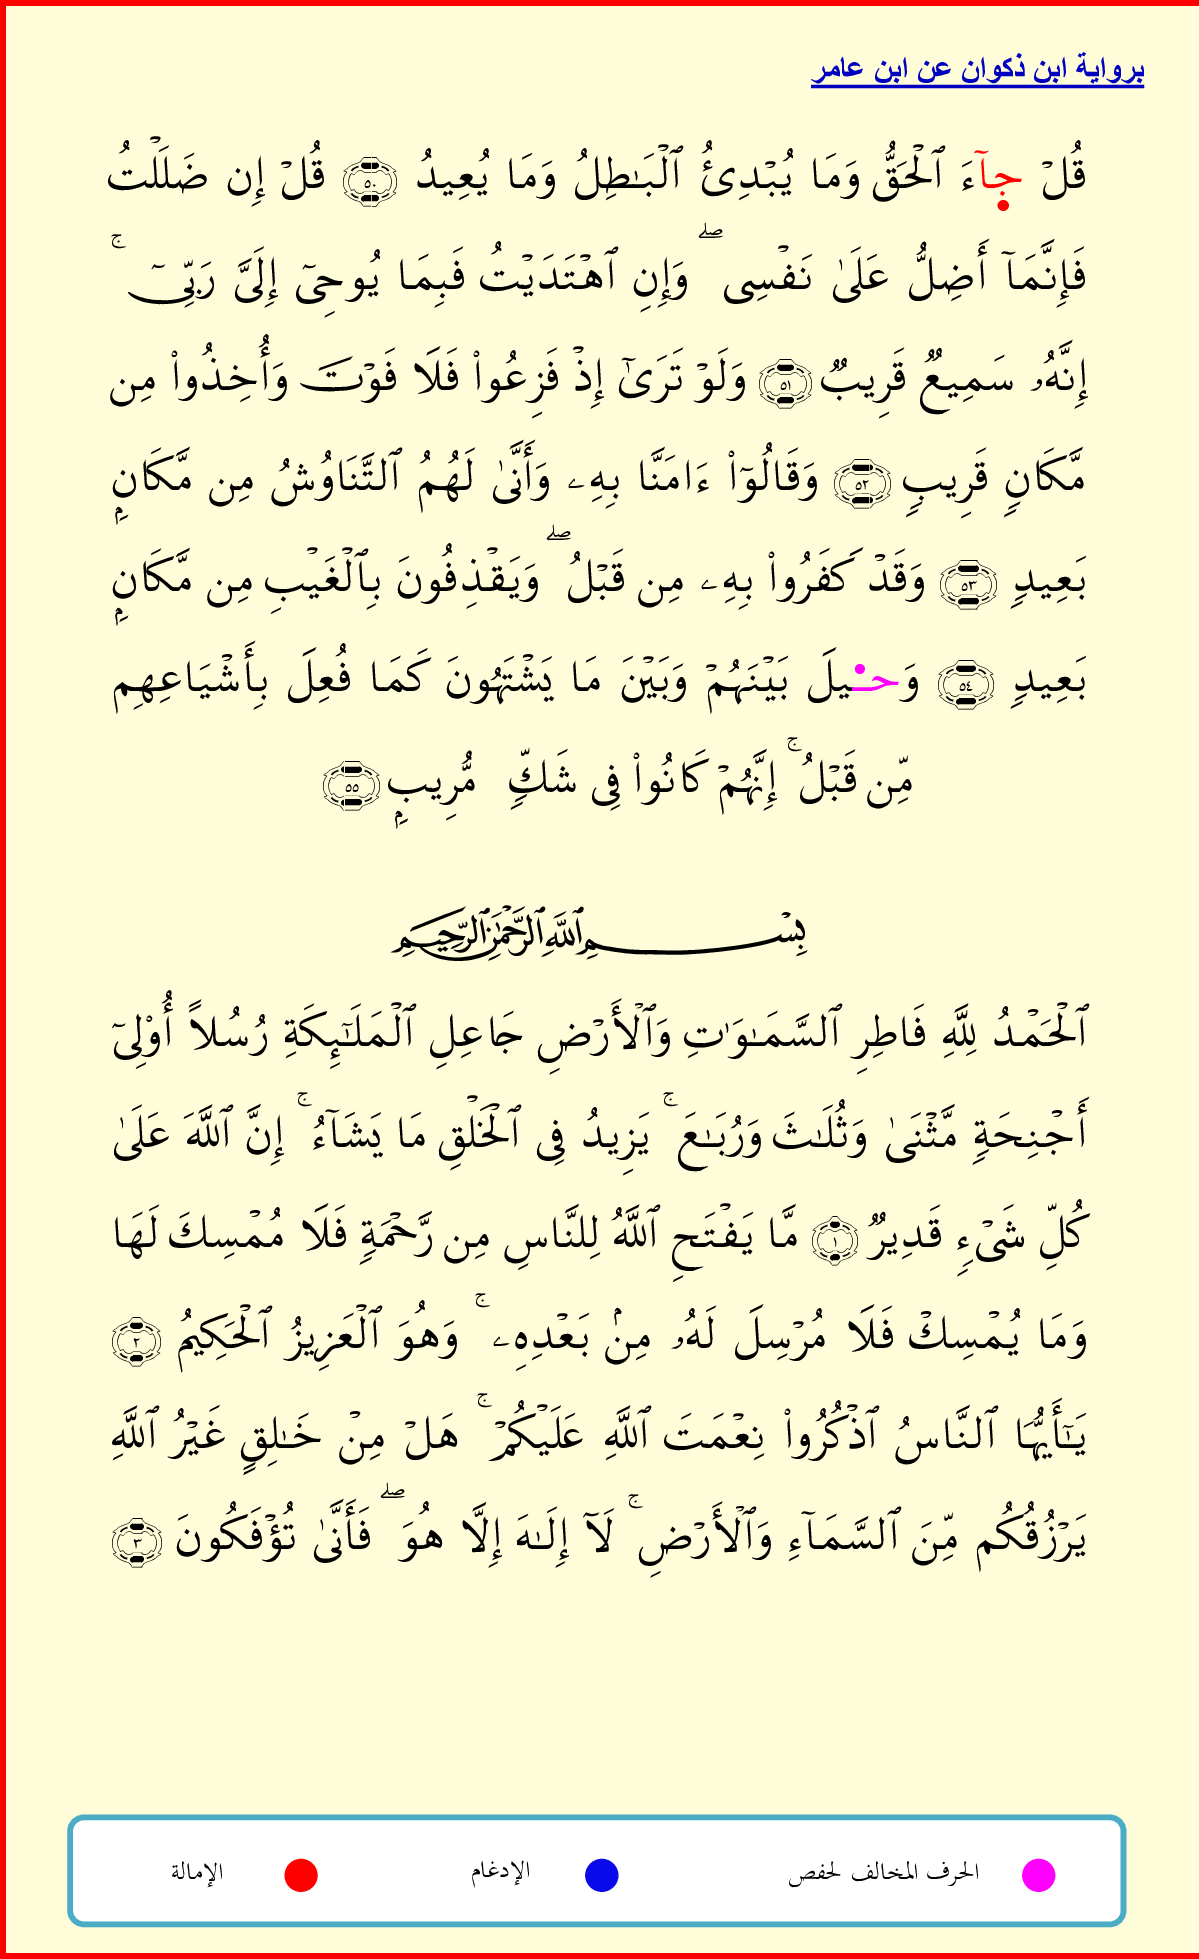 برواية ابن ذكوان عن ابن عامر
قُلۡ جآءَ ٱلۡحَقُّ وَمَا يُبۡدِئُ ٱلۡبَـٰطِلُ وَمَا يُعِيدُ ٥٠ قُلۡ إِن ضَلَلۡتُ
فَإِنَّمَآ أَضِلُّ عَلَىٰ نَفۡسِى ۖ وَإِنِ ٱهۡتَدَيۡتُ فَبِمَا يُوحِىٓ إِلَىَّ رَبِّىٓ ۚ
إِنَّهُۥ سَمِيعٌ قَرِيبٌ ٥١ وَلَوۡ تَرَىٰٓ إِذۡ فَزِعُوا۟ فَلَا فَوۡتَ وَأُخِذُوا۟ مِن
مَّكَانٍ قَرِيبٍ ٥٢ وَقَالُوٓا۟ ءَامَنَّا بِهِۦ وَأَنَّىٰ لَهُمُ ٱلتَّنَاوُشُ مِن مَّكَانِۭ
بَعِيدٍ ٥٣ وَقَدۡ كَفَرُوا۟ بِهِۦ مِن قَبۡلُ ۖ وَيَقۡذِفُونَ بِٱلۡغَيۡبِ مِن مَّكَانِۭ
بَعِيدٍ ٥٤ وَحـيلَ بَيۡنَهُمۡ وَبَيۡنَ مَا يَشۡتَهُونَ كَمَا فُعِلَ بِأَشۡيَاعِهِم
مِّن قَبۡلُ ۚ إِنَّهُمۡ كَانُوا۟ فِى شَكٍّ مُّرِيبِۭ ٥٥
بِسۡمِ ٱللَّهِ ٱلرَّحۡمَـٰنِ ٱلرَّحِيمِ
ٱلۡحَمۡدُ لِلَّهِ فَاطِرِ ٱلسَّمَـٰوَٰتِ وَٱلۡأَرۡضِ جَاعِلِ ٱلۡمَلَـٰٓئِكَةِ رُسُلاً أُو۟لِىٓ
أَجۡنِحَةٍ مَّثۡنَىٰ وَثُلَـٰثَ وَرُبَـٰعَ ۚ يَزِيدُ فِى ٱلۡخَلۡقِ مَا يَشَآءُ ۚ إِنَّ ٱللَّهَ عَلَىٰ
كُلِّ شَىۡءٍ قَدِيرٌ ١ مَّا يَفۡتَحِ ٱللَّهُ لِلنَّاسِ مِن رَّحۡمَةٍ فَلَا مُمۡسِكَ لَهَا
وَمَا يُمۡسِكۡ فَلَا مُرۡسِلَ لَهُۥ مِنۢ بَعۡدِهِۦ ۚ وَهُوَ ٱلۡعَزِيزُ ٱلۡحَكِيمُ ٢
يَـٰٓأَيُّهَا ٱلنَّاسُ ٱذۡكُرُوا۟ نِعۡمَتَ ٱللَّهِ عَلَيۡكُمۡ ۚ هَلۡ مِنۡ خَـٰلِقٍ غَيۡرُ ٱللَّهِ
يَرۡزُقُكُم مِّنَ ٱلسَّمَآءِ وَٱلۡأَرۡضِ ۚ لَآ إِلَـٰهَ إِلَّا هُوَ ۖ فَأَنَّىٰ تُؤۡفَكُونَ ٣
الحرف المخالف لحفص الإدغام الإمالة